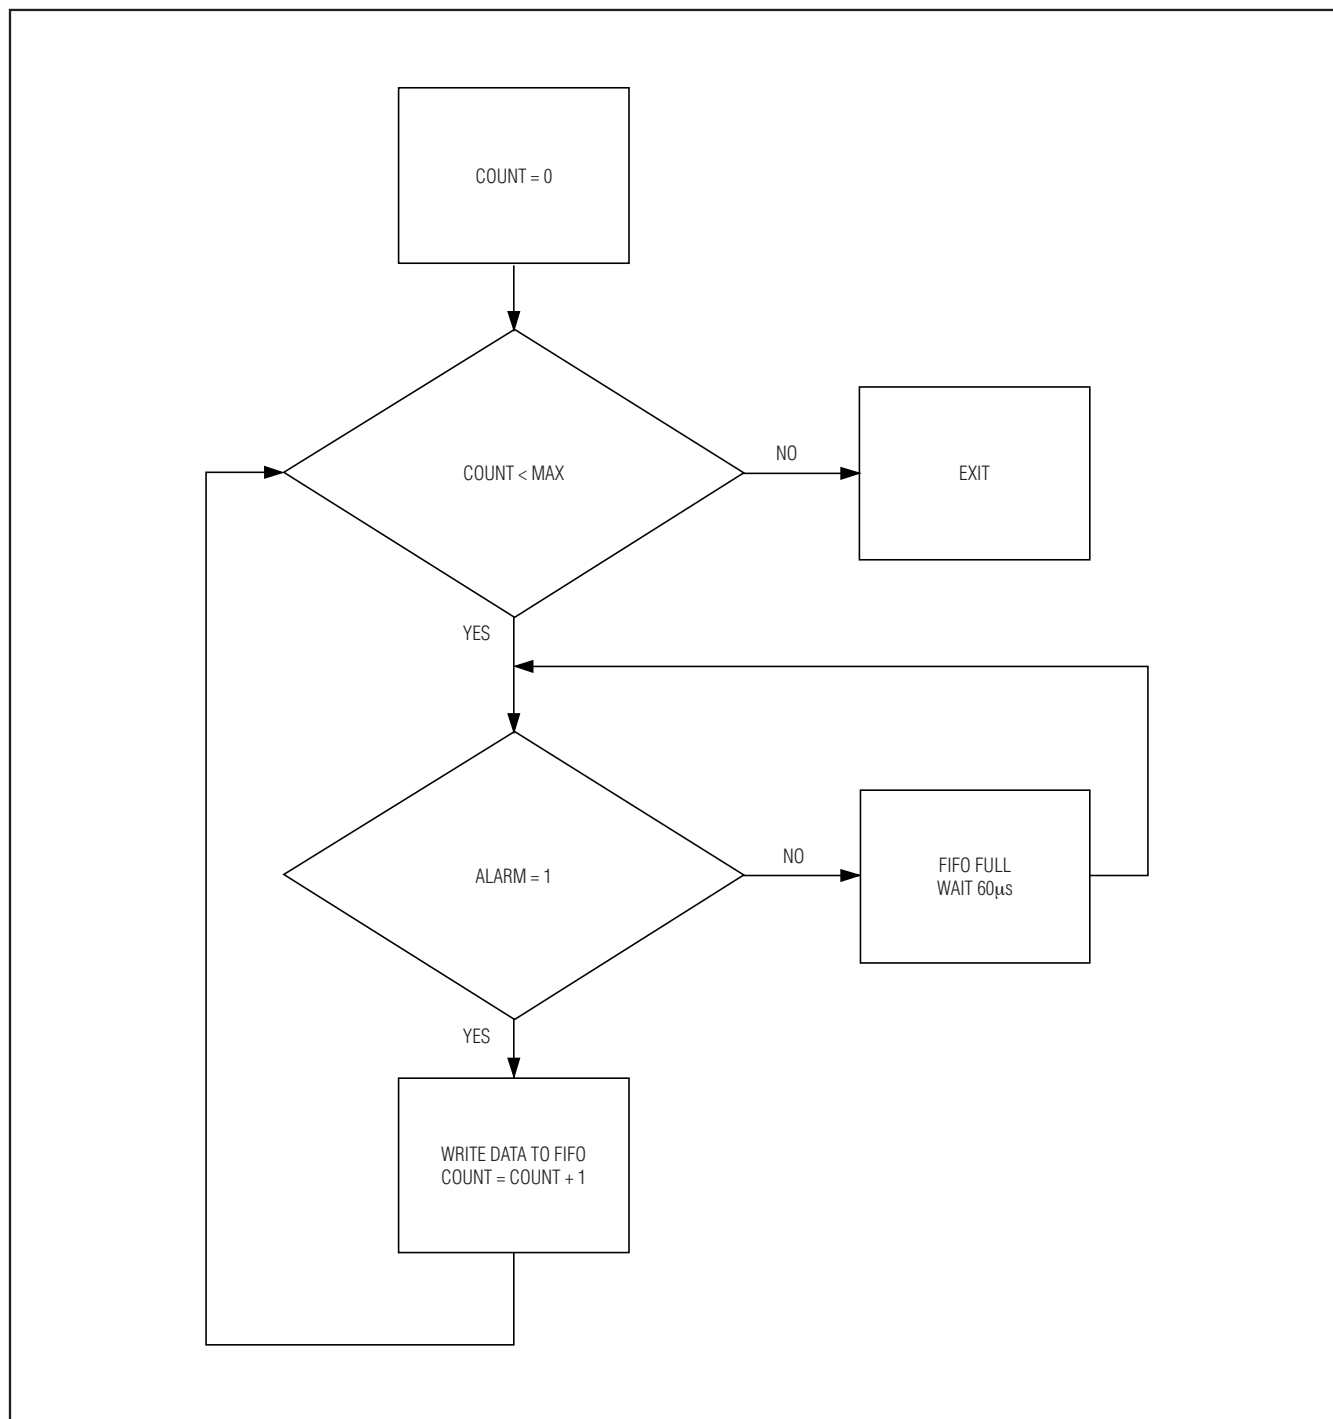 COUNT = 0
COUNT < MAX
NO
EXIT
YES
ALARM = 1
NO
FIFO FULL
WAIT 60µs
YES
WRITE DATA TO FIFO
COUNT = COUNT + 1